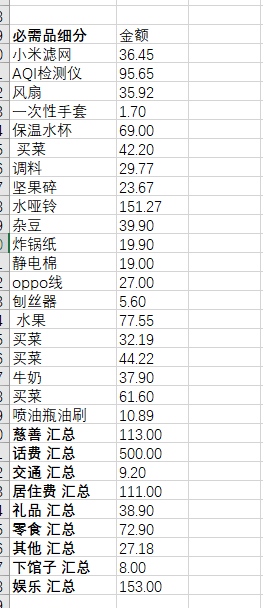 必需品细分 金额
小米滤网 36.45
AQI检测仪 95.65
风扇 35.92
一次性手套 1.70
保温水杯 69.00
买菜 42.20
调料 29.77
坚果碎 23.67
水哑铃 151.27
杂豆 39.90
炸锅纸 19.90
静电棉 19.00
oppo线 27.00
刨丝器 5.60
水果 77.55
买菜 32.19
买菜 44.22
牛奶 37.90
买菜 61.60
喷油瓶油刷 10.89
慈善 汇总 113.00
话费 汇总 500.00
交通 汇总 9.20
居住费 汇总 111.00
礼品 汇总 38.90
零食 汇总 72.90
其他 汇总 27.18
下馆子 汇总 8.00
娱乐 汇总 153.00